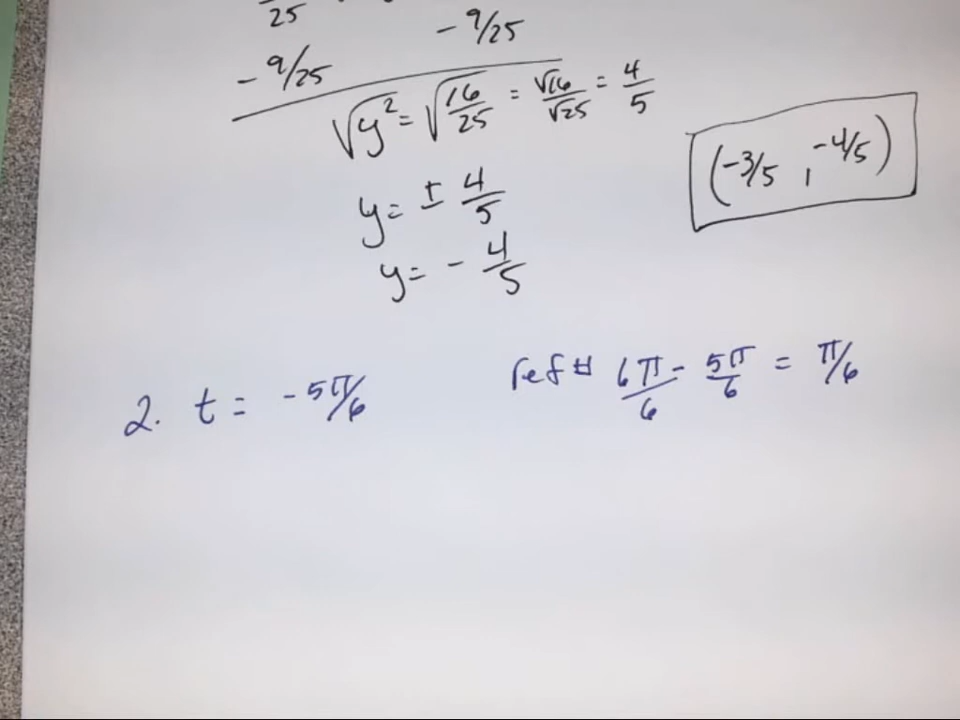 25
- 9/25 - 9/25
√y² = √16/25 = √16/√25 = 4/5
(-3/5, -4/5)
y = ± 4/5
y = - 4/5
2. t = - 5π/6 ref # 6π/6 - 5π/6 = π/6